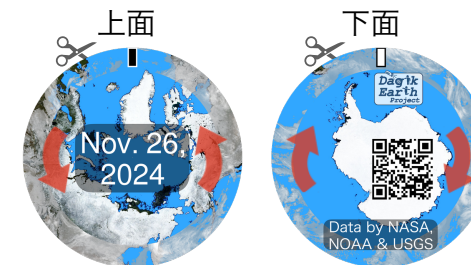 上面
下面
Nov. 26,
2024
Dagik
Earth
Project
Data by NASA,
NOAA & USGS